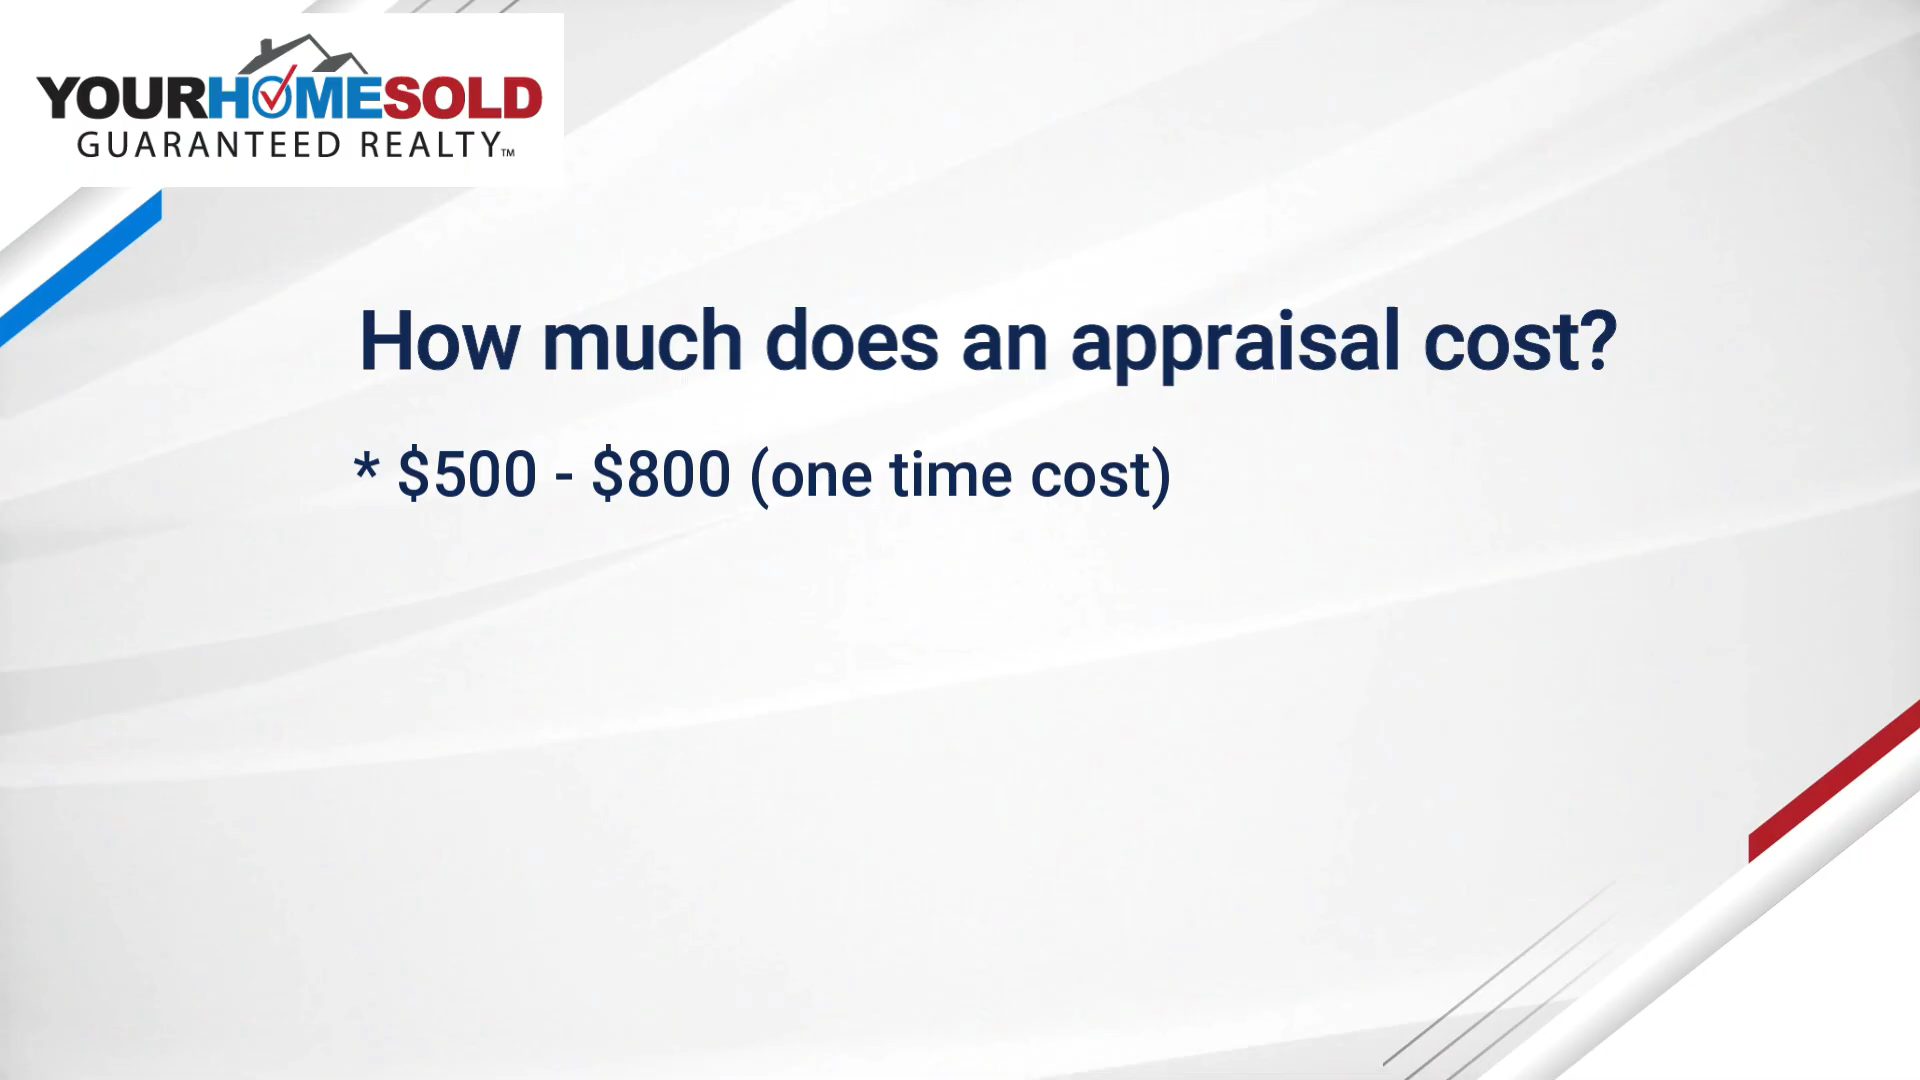 YOURHOMESOLD
GUARANTEED REALTY™
How much does an appraisal cost?
* $500 - $800 (one time cost)